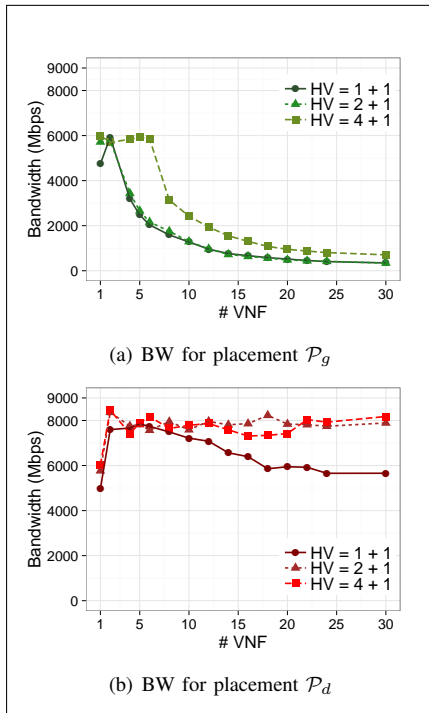 9000
8000
6000
4000
2000
0
Bandwidth (Mbps)
HV = 1 + 1
HV = 2 + 1
HV = 4 + 1
1 5 10 15 20 25 30
# VNF
(a) BW for placement 𝒫g
9000
8000
6000
4000
2000
0
Bandwidth (Mbps)
HV = 1 + 1
HV = 2 + 1
HV = 4 + 1
1 5 10 15 20 25 30
# VNF
(b) BW for placement 𝒫d